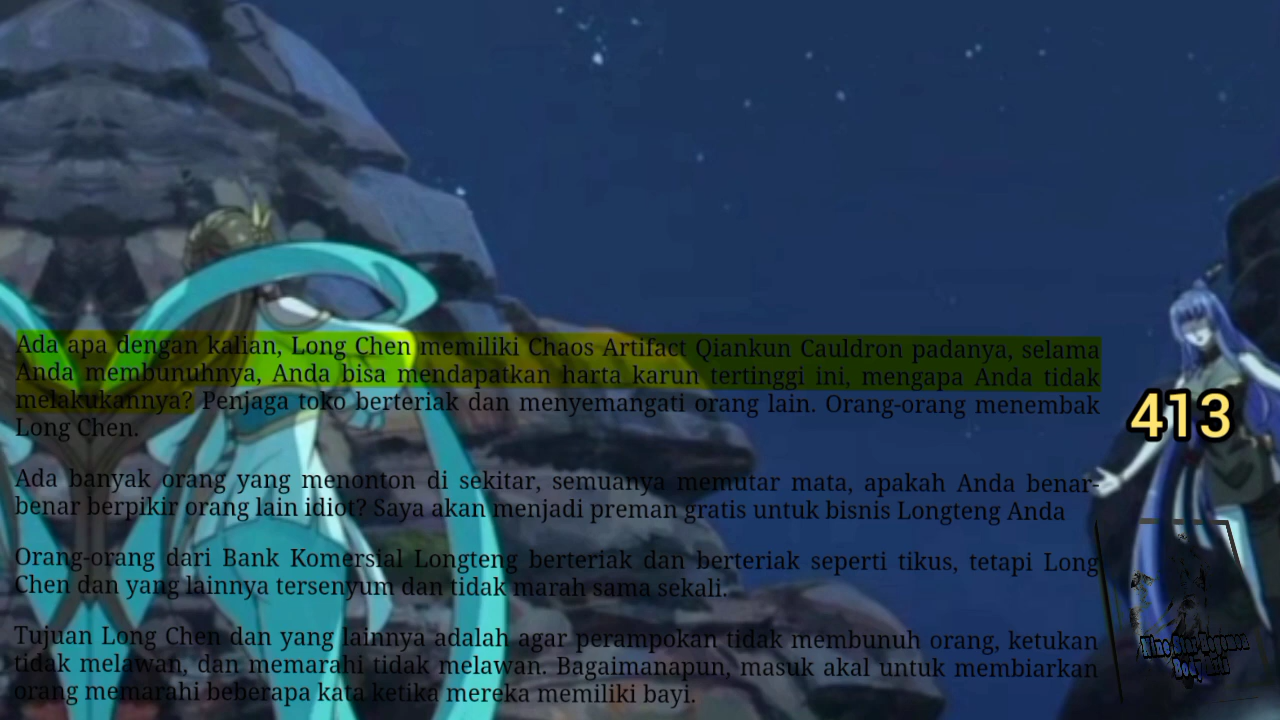 Ada apa dengan kalian, Long Chen memiliki Chaos Artifact Qiankun Cauldron padanya, selama
Anda membunuhnya, Anda bisa mendapatkan harta karun tertinggi ini, mengapa Anda tidak
melakukannya? Penjaga toko berteriak dan menyemangati orang lain. Orang-orang menembak
Long Chen.
413
Ada banyak orang yang menonton di sekitar, semuanya memutar mata, apakah Anda benar-
benar berpikir orang lain idiot? Saya akan menjadi preman gratis untuk bisnis Longteng Anda
Orang-orang dari Bank Komersial Longteng berteriak dan berteriak seperti tikus, tetapi Long
Chen dan yang lainnya tersenyum dan tidak marah sama sekali.
Tujuan Long Chen dan yang lainnya adalah agar perampokan tidak membunuh orang, ketukan
tidak melawan, dan memarahi tidak melawan. Bagaimanapun, masuk akal untuk membiarkan
orang memarahi beberapa kata ketika mereka memiliki bayi.